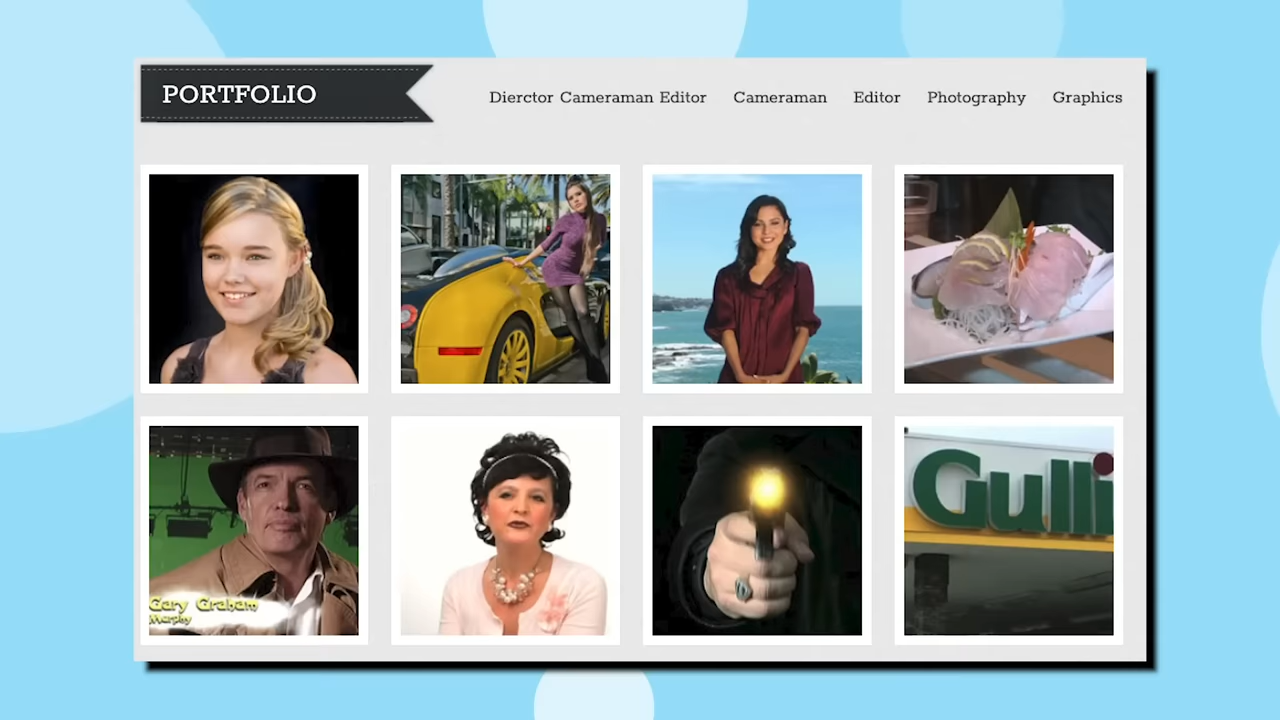 PORTFOLIO
Dierctor Cameraman Editor Cameraman Editor Photography Graphics
Gary Graham
Murphy
Gulli